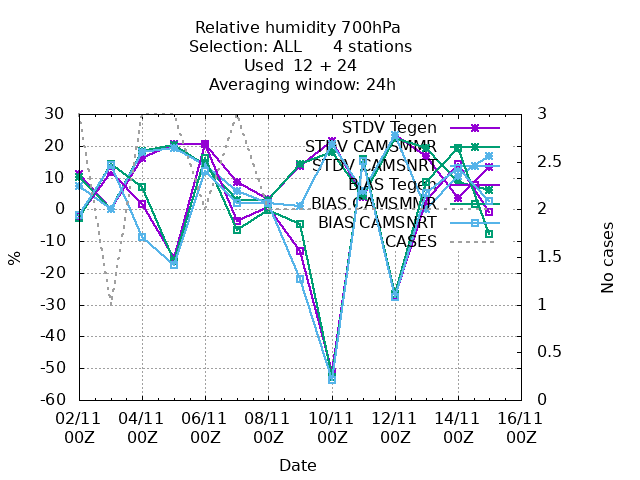 Relative humidity 700hPa
Selection: ALL 4 stations
Used 12 + 24
Averaging window: 24h
30 3
STDV Tegen
20 STDV CAMSMMR 2.5
STDV CAMSNRT
10 BIAS Tegen
0 BIAS CAMSMMR 2
BIAS CAMSNRT
-10 CASES 1.5
-20
-30 1
-40
-50 0.5
-60 0
%
No cases
02/11 04/11 06/11 08/11 10/11 12/11 14/11 16/11
00Z 00Z 00Z 00Z 00Z 00Z 00Z 00Z
Date